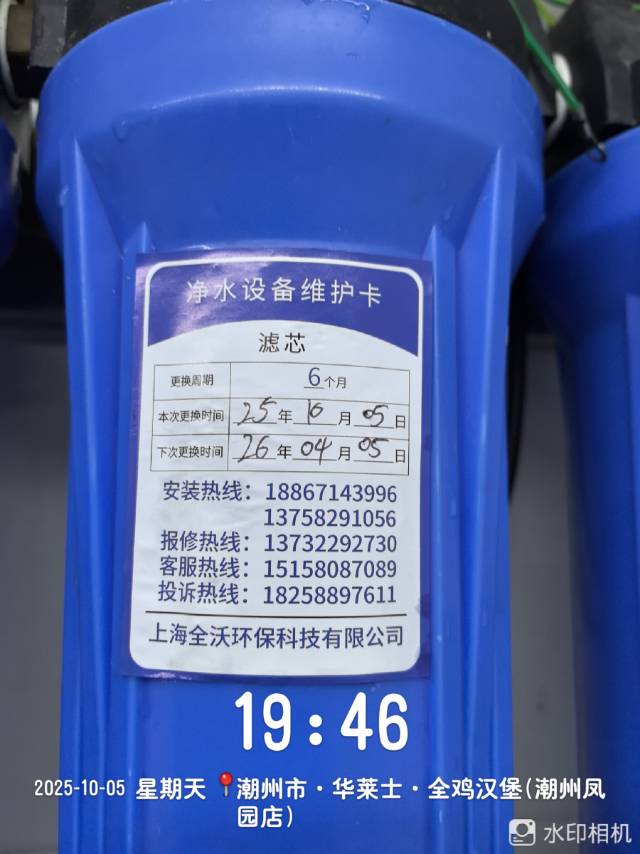 净水设备维护卡
滤芯
更换周期 6个月
本次更换时间 25年10月05日
下次更换时间 26年04月05日
安装热线：18867143996
13758291056
报修热线：13732292730
客服热线：15158087089
投诉热线：18258897611
上海全沃环保科技有限公司
19:46
2025-10-05 星期天 潮州市·华莱士·全鸡汉堡(潮州凤
园店)
水印相机